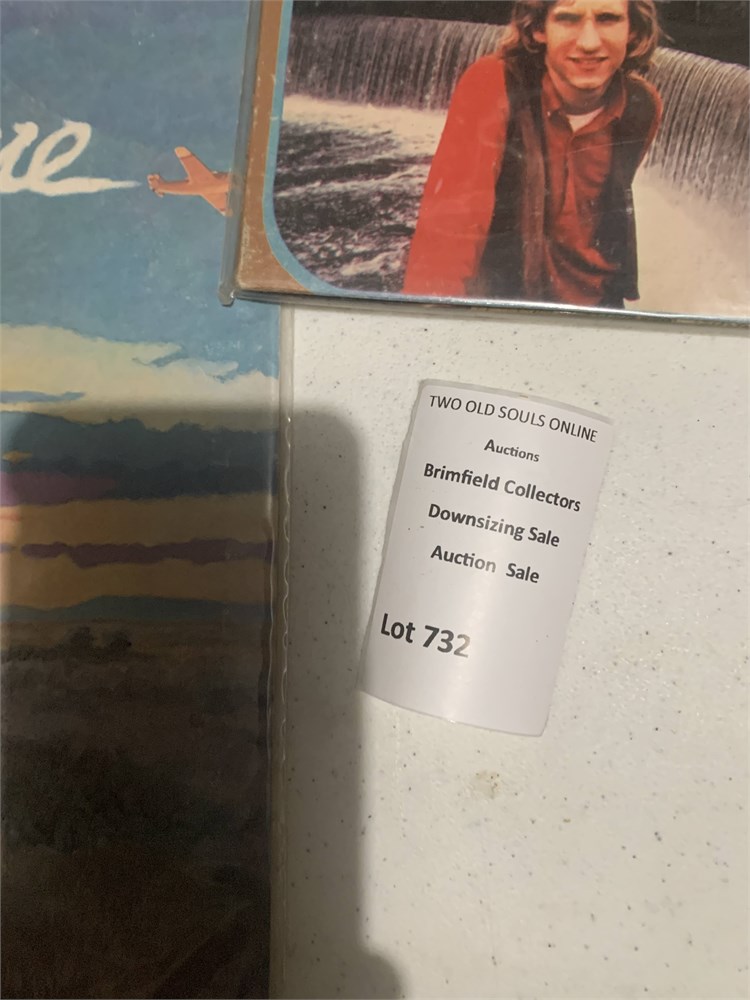 TWO OLD SOULS ONLINE
Auctions
Brimfield Collectors
Downsizing Sale
Auction Sale
Lot 732